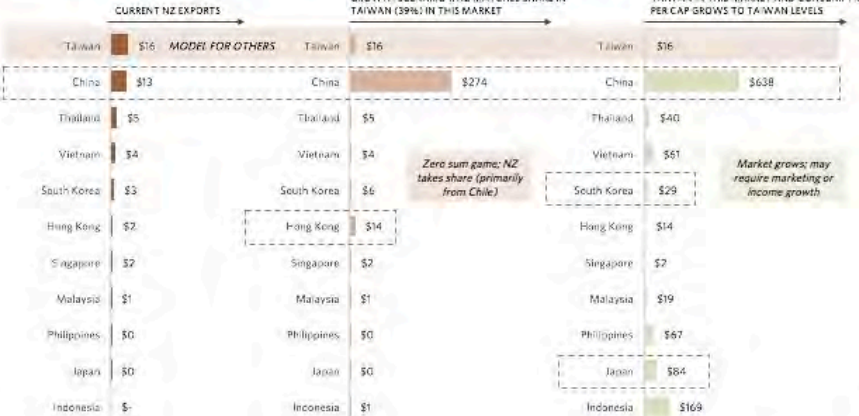 CURRENT NZ EXPORTS
TAIWAN (39%) IN THIS MARKET
PER CAP GROWS TO TAIWAN LEVELS
Taiwan $16 MODEL FOR OTHERS Taiwan $16 Taiwan $16
China $13 China $274 China $638
Thailand $5 Thailand $5 Thailand $40
Vietnam $4 Vietnam $4 Vietnam $61
Zero sum game; NZ
takes share (primarily
from Chile)
Market grows; may
require marketing or
income growth
South Korea $3 South Korea $6 South Korea $29
Hong Kong $2 Hong Kong $14 Hong Kong $14
Singapore $2 Singapore $2 Singapore $2
Malaysia $1 Malaysia $1 Malaysia $19
Philippines $0 Philippines $0 Philippines $67
Japan $0 Japan $0 Japan $84
Indonesia $- Indonesia $1 Indonesia $169